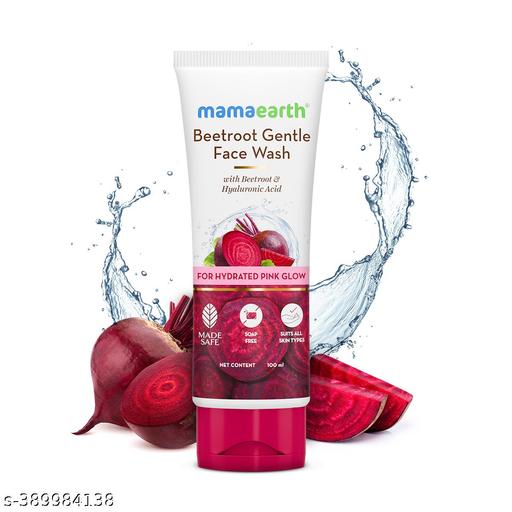 mamaearth®
Beetroot Gentle
Face Wash
with Beetroot &
Hyaluronic Acid
FOR HYDRATED PINK GLOW
MADE
SAFE
SOAP
FREE
SUITS ALL
SKIN TYPES
NET CONTENT 100 ml
s-389984138